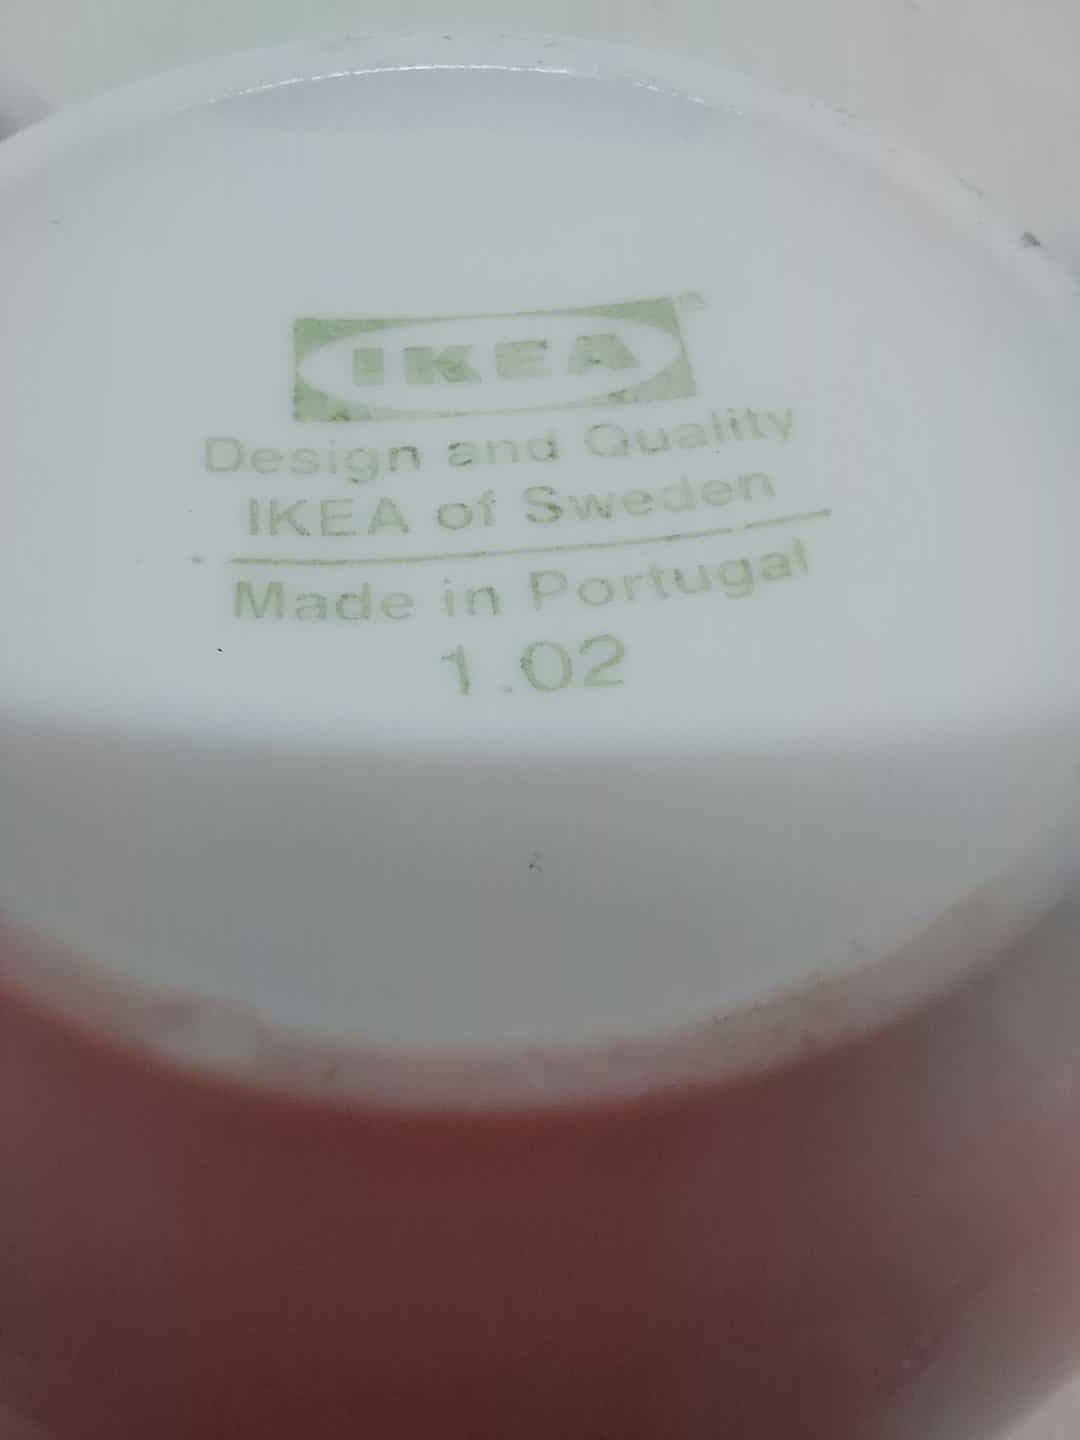 IKEA
Design and Quality
IKEA of Sweden
Made in Portugal
1.02